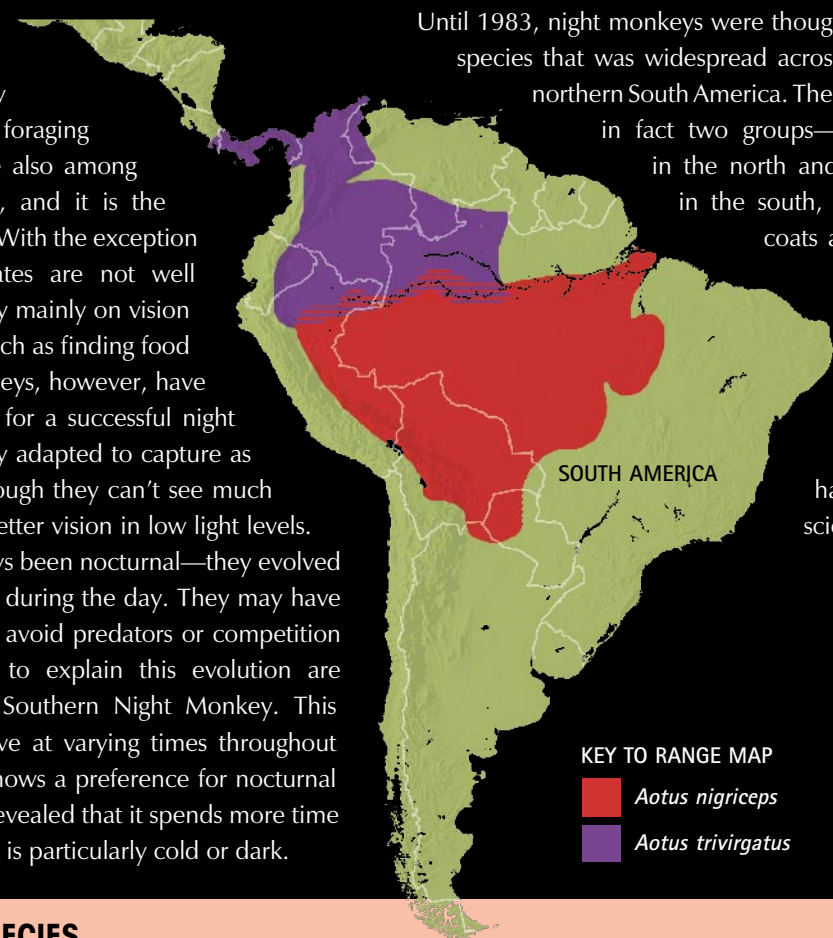 y
foraging
also among
, and it is the
With the exception
ates are not well
y mainly on vision
ch as finding food
eys, however, have
for a successful night
y adapted to capture as
ough they can't see much
etter vision in low light levels.
ys been nocturnal—they evolved
during the day. They may have
avoid predators or competition
to explain this evolution are
Southern Night Monkey. This
ve at varying times throughout
hows a preference for nocturnal
evealed that it spends more time
is particularly cold or dark.
Until 1983, night monkeys were thoug
species that was widespread acros
northern South America. The
in fact two groups—
in the north and
in the south,
coats a
ha
scie
SOUTH AMERICA
KEY TO RANGE MAP
Aotus nigriceps
Aotus trivirgatus
ECIES